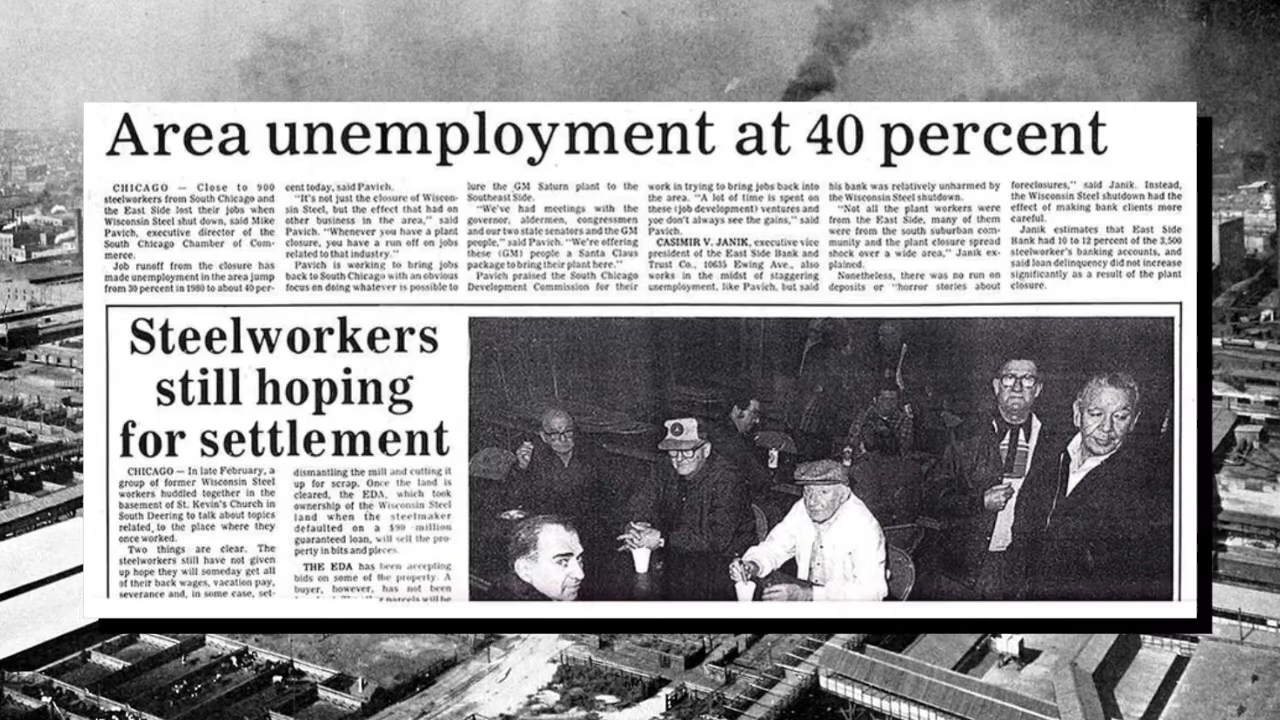 Area unemployment at 40 percent
CHICAGO — Close to 900
steelworkers from South Chicago and
the East Side lost their jobs when
Wisconsin Steel shut down, said Mike
Pavich, executive director of the
South Chicago Chamber of Com-
merce.
Job runoff from the closure has
made unemployment in the area jump
from 30 percent in 1980 to about 40 per-
cent today, said Pavich.
"It's not just the closure of Wiscon-
sin Steel, but the effect that had on
other business in the area," said
Pavich. "Whenever you have a plant
closure, you have a run off on jobs
related to that industry."
Pavich is working to bring jobs
back to South Chicago with an obvious
focus on doing whatever is possible to
lure the GM Saturn plant to the
Southeast Side.
"We've had meetings with the
governor, aldermen, congressmen
and our two state senators and the GM
people," said Pavich. "We're offering
these (GM) people a Santa Claus
package to bring their plant here."
Pavich praised the South Chicago
Development Commission for their
work in trying to bring jobs back into
the area. "A lot of time is spent on
these (job development) ventures and
yoe don't always see the gains," said
Pavich.
CASIMIR V. JANIK, executive vice
president of the East Side Bank and
Trust Co., 10635 Ewing Ave., also
works in the midst of staggering
unemployment, like Pavich, but said
his bank was relatively unharmed by
the Wisconsin Steel shutdown.
"Not all the plant workers were
from the East Side, many of them
were from the south suburban com-
munity and the plant closure spread
shock over a wide area," Janik ex-
plained.
Nonetheless, there was no run on
deposits or "horror stories about
foreclosures," said Janik. Instead,
the Wisconsin Steel shutdown had the
effect of making bank clients more
careful.
Janik estimates that East Side
Bank had 10 to 12 percent of the 3,500
steelworker's banking accounts, and
said loan delinquency did not increase
significantly as a result of the plant
closure.
Steelworkers
still hoping
for settlement
CHICAGO — In late February, a
group of former Wisconsin Steel
workers huddled together in the
basement of St. Kevin's Church in
South Deering to talk about topics
related to the place where they
once worked.
Two things are clear. The
steelworkers still have not given
up hope they will someday get all
of their back wages, vacation pay,
severance and, in some case, set-
dismantling the mill and cutting it
up for scrap. Once the land is
cleared, the EDA, which took
ownership of the Wisconsin Steel
land when the steelmaker
defaulted on a $90 million
guaranteed loan, will sell the pro-
perty in bits and pieces.
THE EDA has been accepting
bids on some of the property. A
buyer, however, has not been
parcels will be